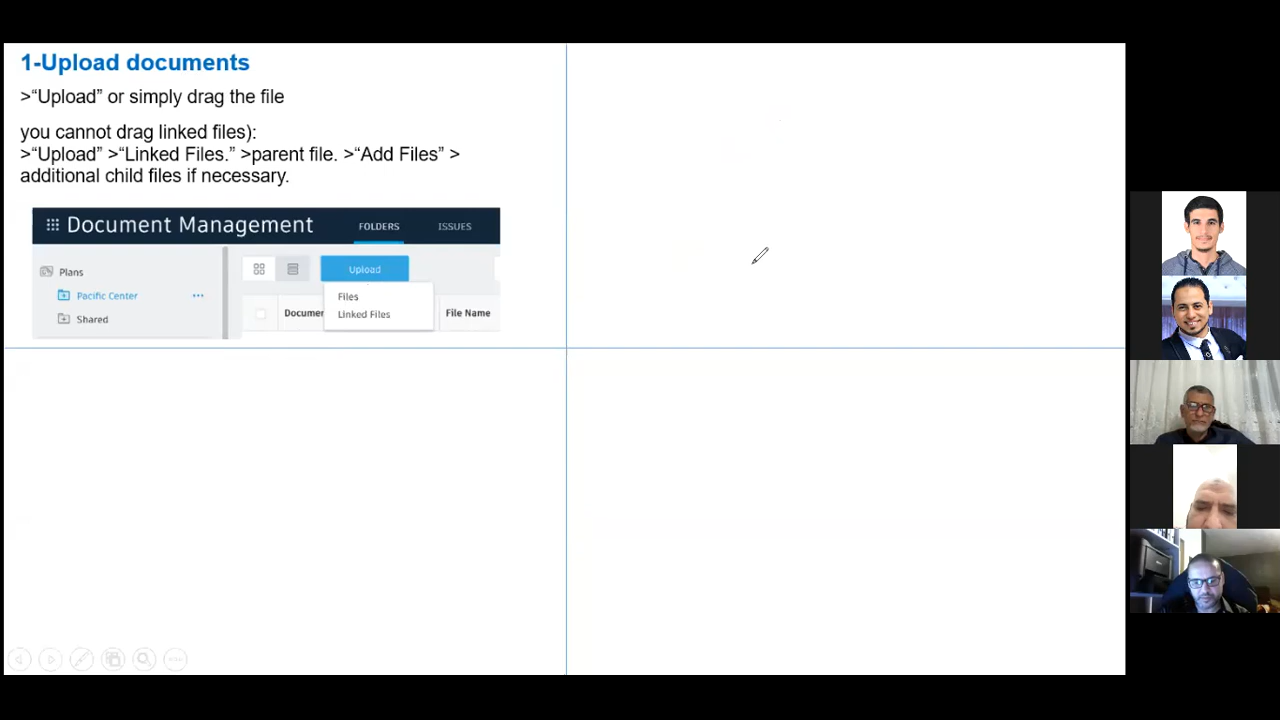 1-Upload documents
>“Upload” or simply drag the file
you cannot drag linked files):
>“Upload” >“Linked Files.” >parent file. >“Add Files” >
additional child files if necessary.
Document Management
FOLDERS
ISSUES
Plans
Upload
Pacific Center
Files
Shared
Linked Files
Documen
File Name